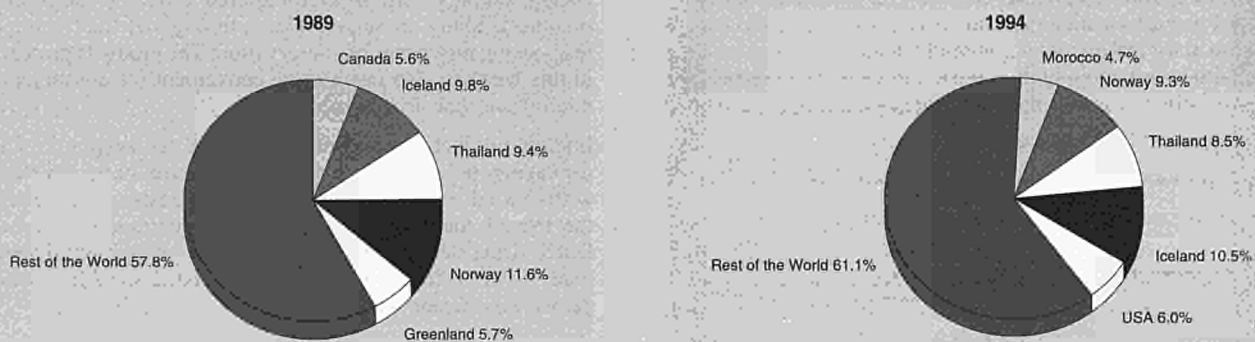 1989
Canada 5.6%
Iceland 9.8%
Thailand 9.4%
Norway 11.6%
Greenland 5.7%
Rest of the World 57.8%
1994
Morocco 4.7%
Norway 9.3%
Thailand 8.5%
Iceland 10.5%
USA 6.0%
Rest of the World 61.1%